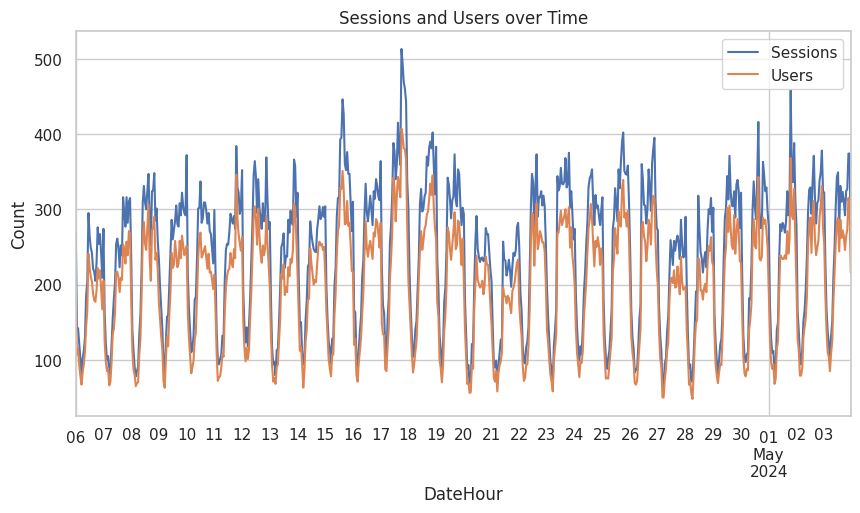 Sessions and Users over Time
Sessions
Users
500
400
300
200
100
Count
06 07 08 09 10 11 12 13 14 15 16 17 18 19 20 21 22 23 24 25 26 27 28 29 30 01 02 03
May
2024
DateHour